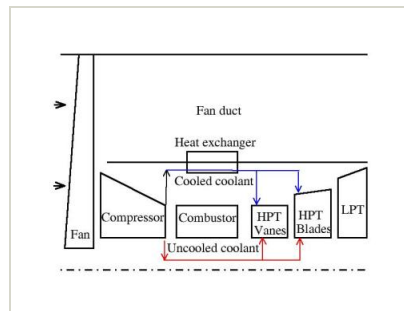 Fan duct
Heat exchanger
Cooled coolant
Compressor
Combustor
HPT
Vanes
HPT
Blades
LPT
Fan
Uncooled coolant